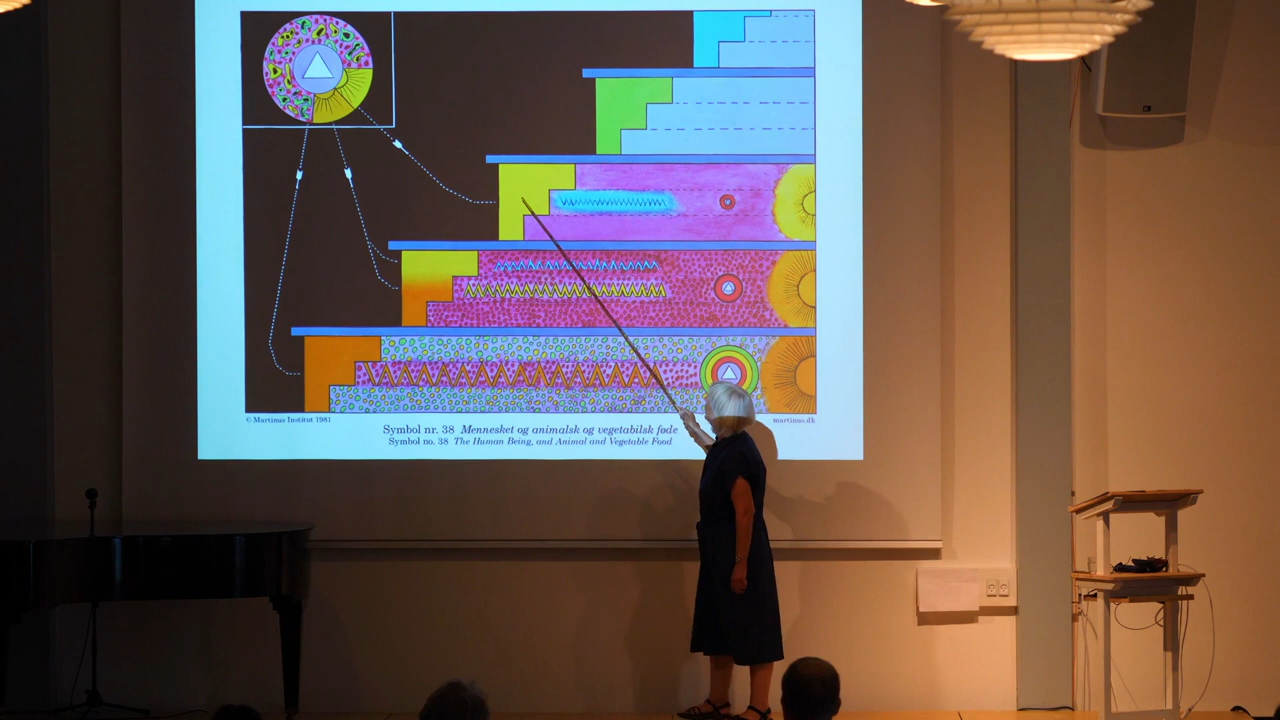 © Martinus Institut 1981
martinus.dk
Symbol nr. 38 Mennesket og animalsk og vegetabilsk føde
Symbol no. 38 The Human Being, and Animal and Vegetable Food